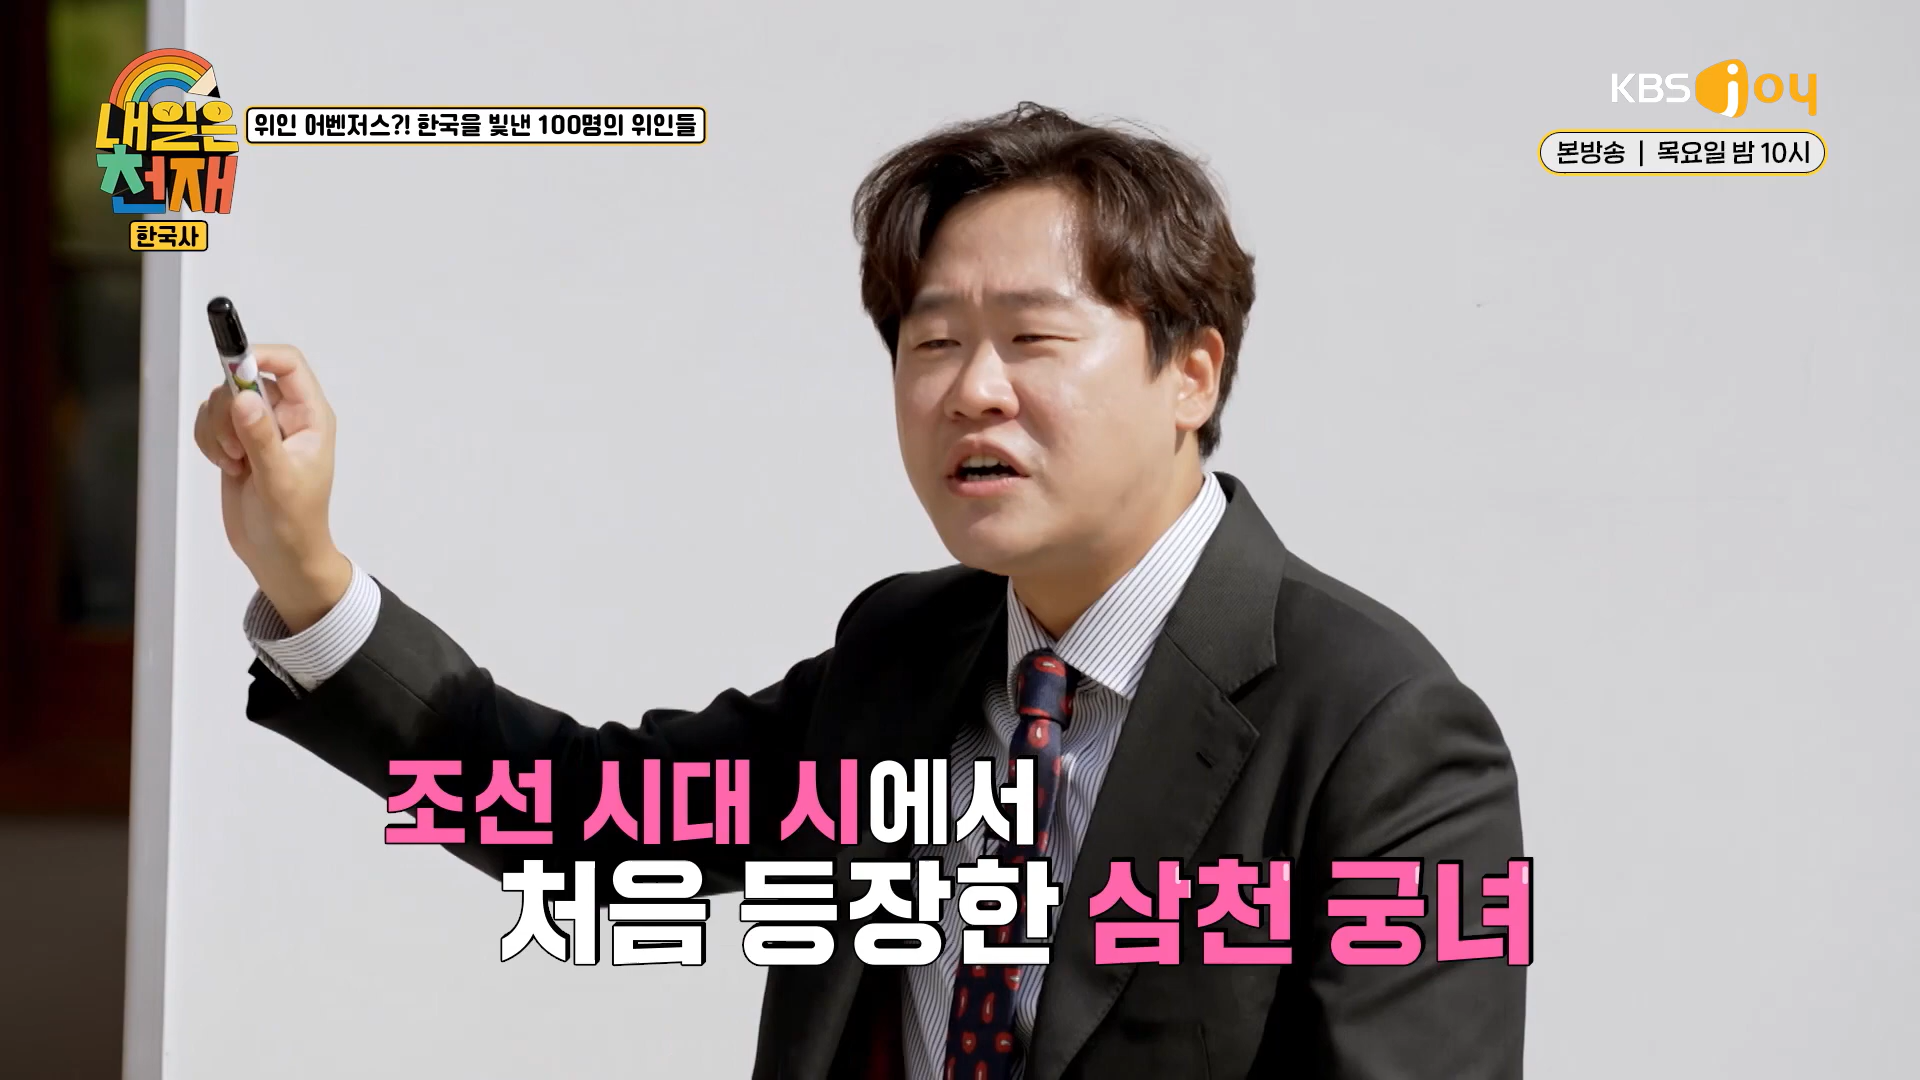 내일은
천재
한국사
위인 어벤저스?! 한국을 빛낸 100명의 위인들
KBS joy
본방송 | 목요일 밤 10시
조선 시대 시에서
처음 등장한 삼천 궁녀